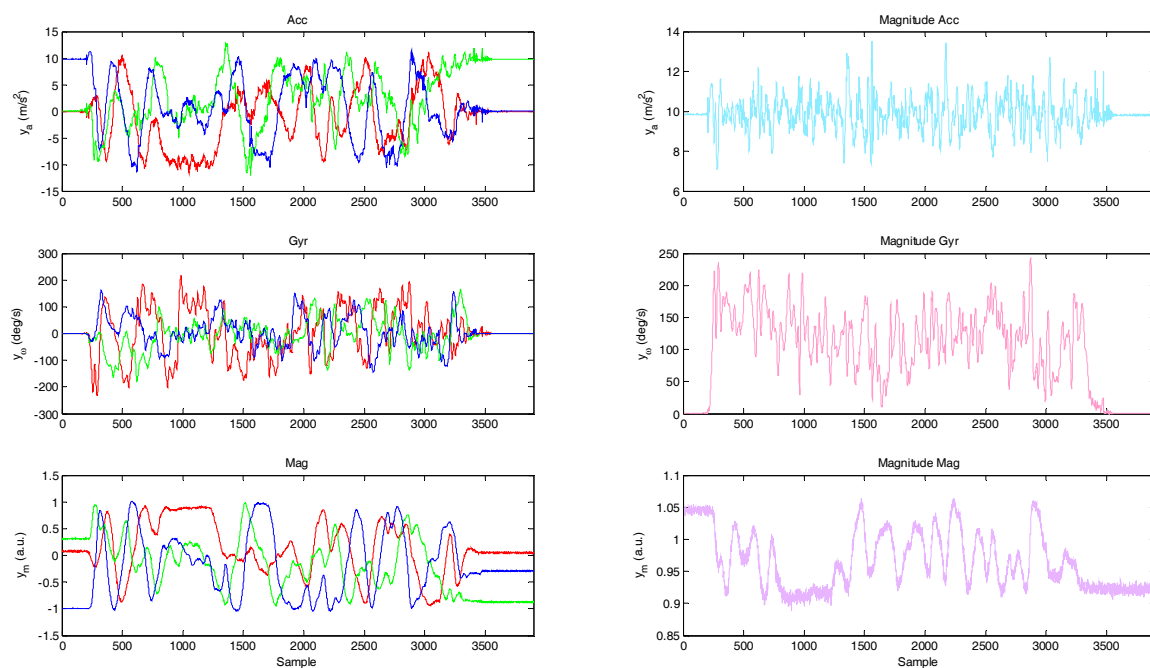 Acc
15
10
5
0
-5
-10
-15
y_a (m/s^2)
0 500 1000 1500 2000 2500 3000 3500
Magnitude Acc
14
12
10
8
6
y_a (m/s^2)
0 500 1000 1500 2000 2500 3000 3500
Gyr
300
200
100
0
-100
-200
-300
y_ω (deg/s)
0 500 1000 1500 2000 2500 3000 3500
Magnitude Gyr
250
200
150
100
50
0
y_ω (deg/s)
0 500 1000 1500 2000 2500 3000 3500
Mag
1.5
1
0.5
0
-0.5
-1
-1.5
y_m (a.u.)
0 500 1000 1500 2000 2500 3000 3500
Sample
Magnitude Mag
1.1
1.05
1
0.95
0.9
0.85
y_m (a.u.)
0 500 1000 1500 2000 2500 3000 3500
Sample